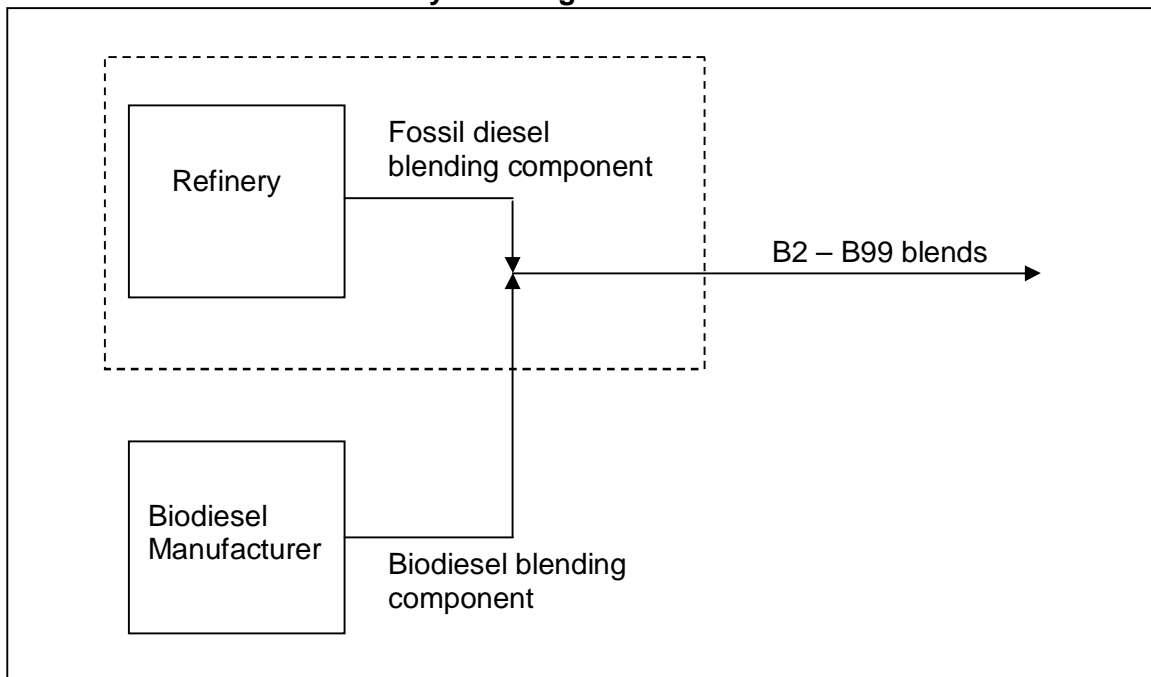 Refinery
Fossil diesel
blending component
B2 – B99 blends
Biodiesel
Manufacturer
Biodiesel blending
component